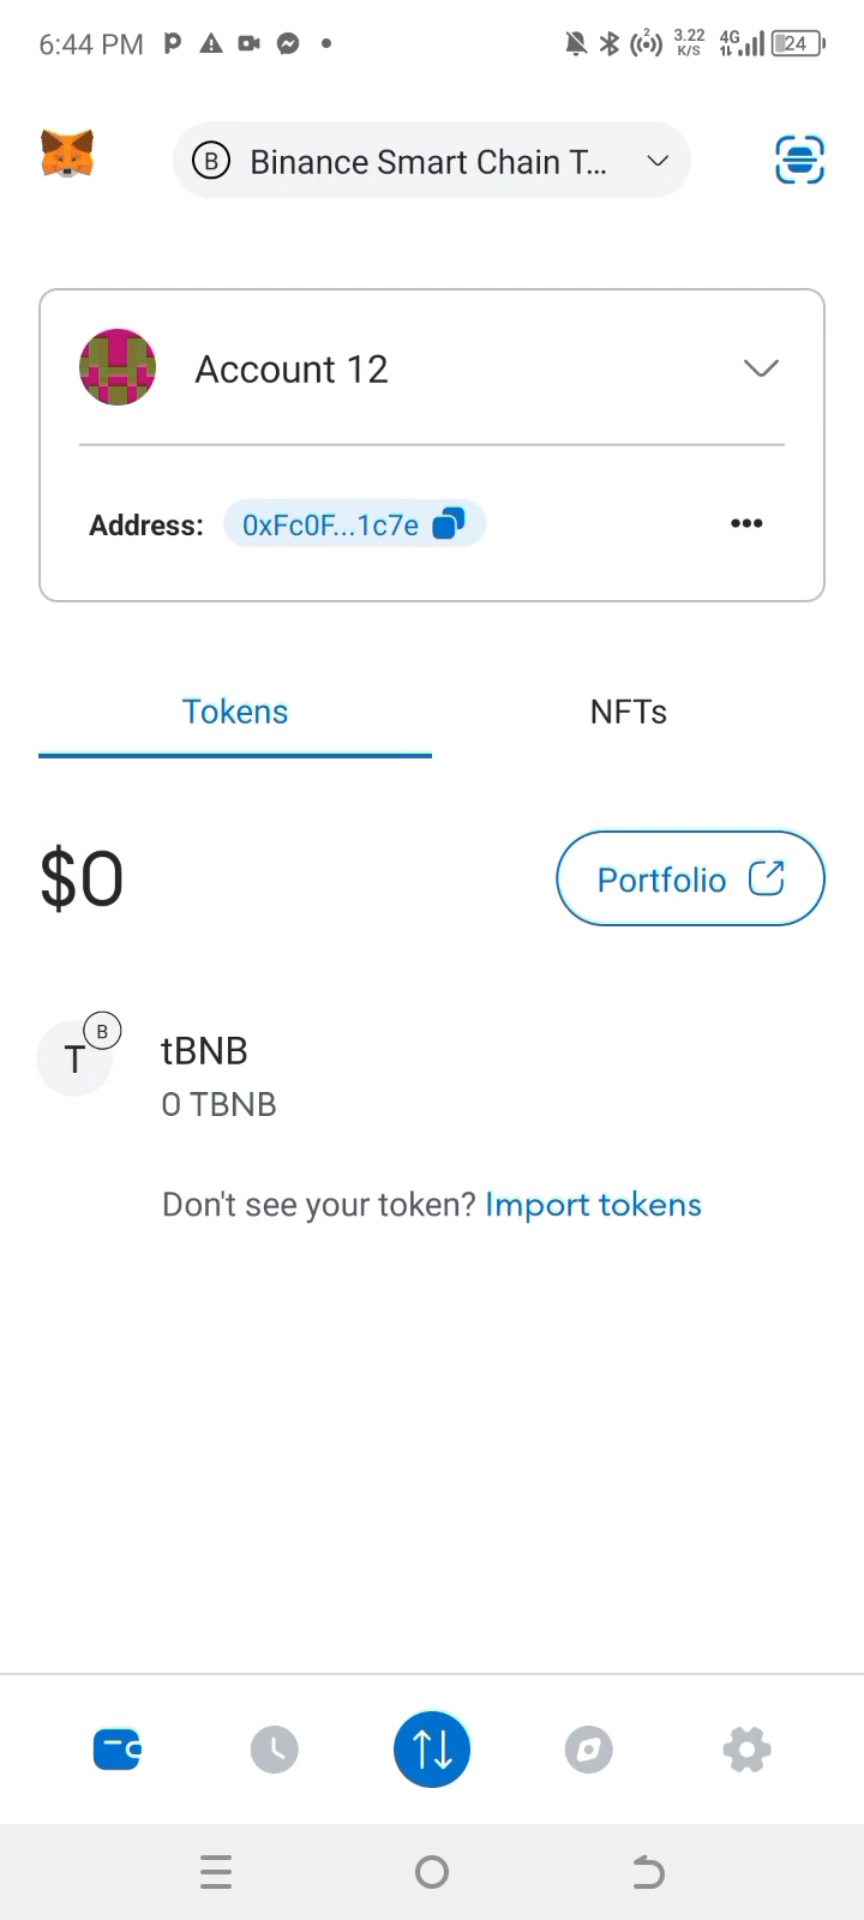 6:44 PM
2
3.22 K/S
4G
24
B Binance Smart Chain T...
Account 12
Address: 0xFc0F...1c7e
Tokens NFTs
$0 Portfolio
T B tBNB
0 TBNB
Don't see your token? Import tokens